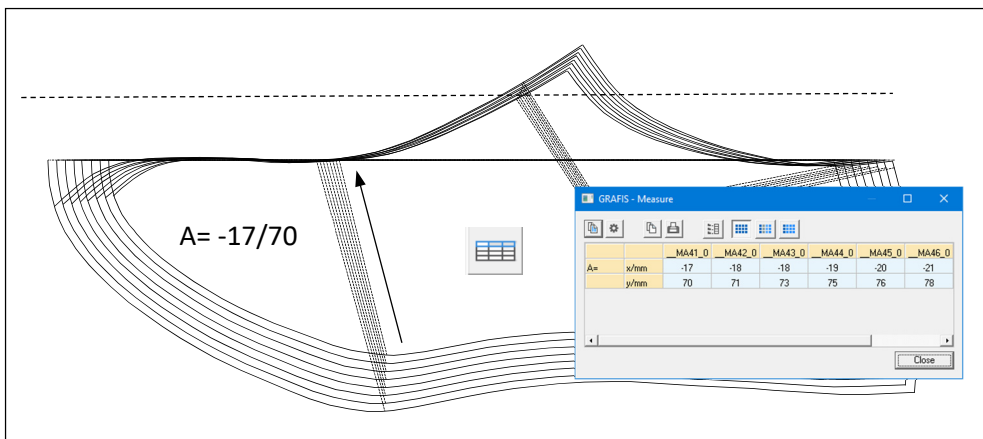 A= -17/70
GRAFIS - Measure
__MA41_0 __MA42_0 __MA43_0 __MA44_0 __MA45_0 __MA46_0
A= x/mm -17 -18 -18 -19 -20 -21
y/mm 70 71 73 75 76 78
Close